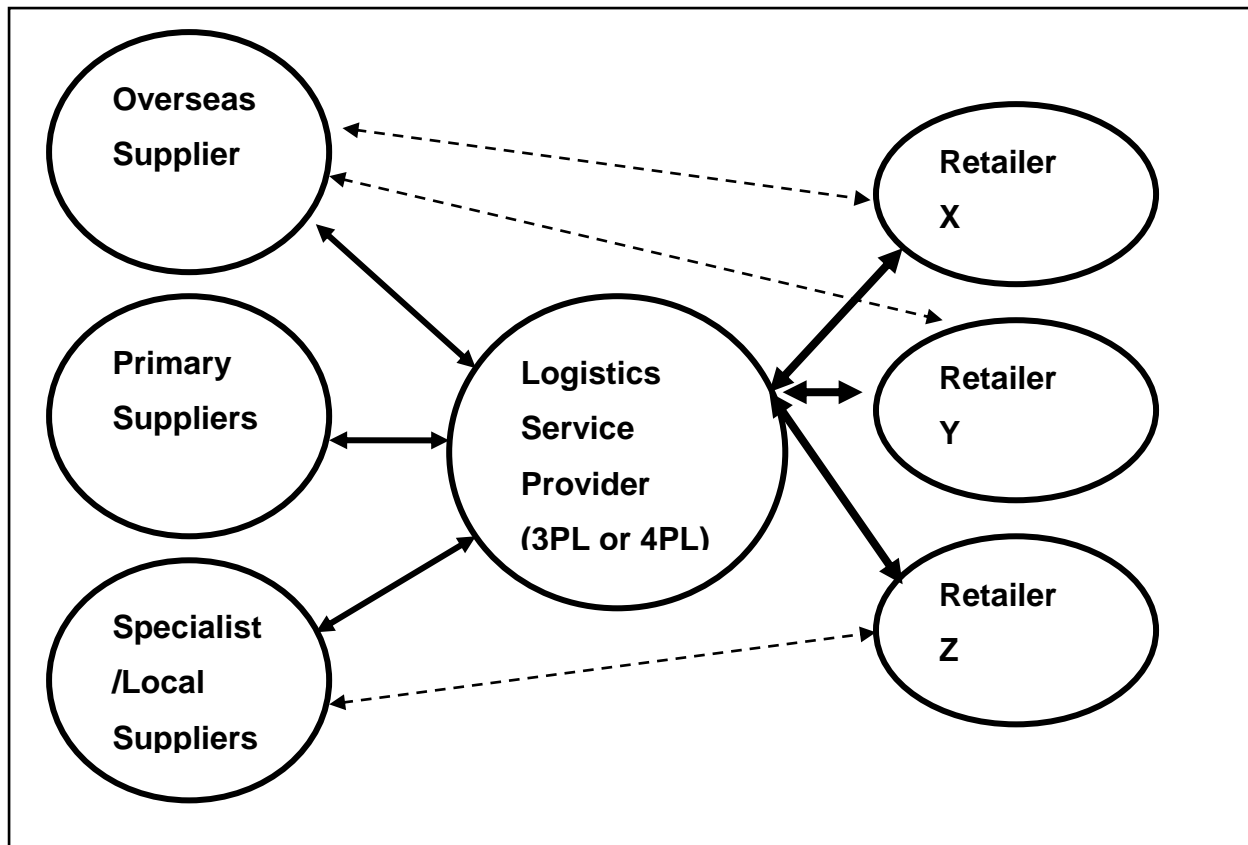 Overseas
Supplier
Primary
Suppliers
Specialist
/Local
Suppliers
Logistics
Service
Provider
(3PL or 4PL)
Retailer
X
Retailer
Y
Retailer
Z